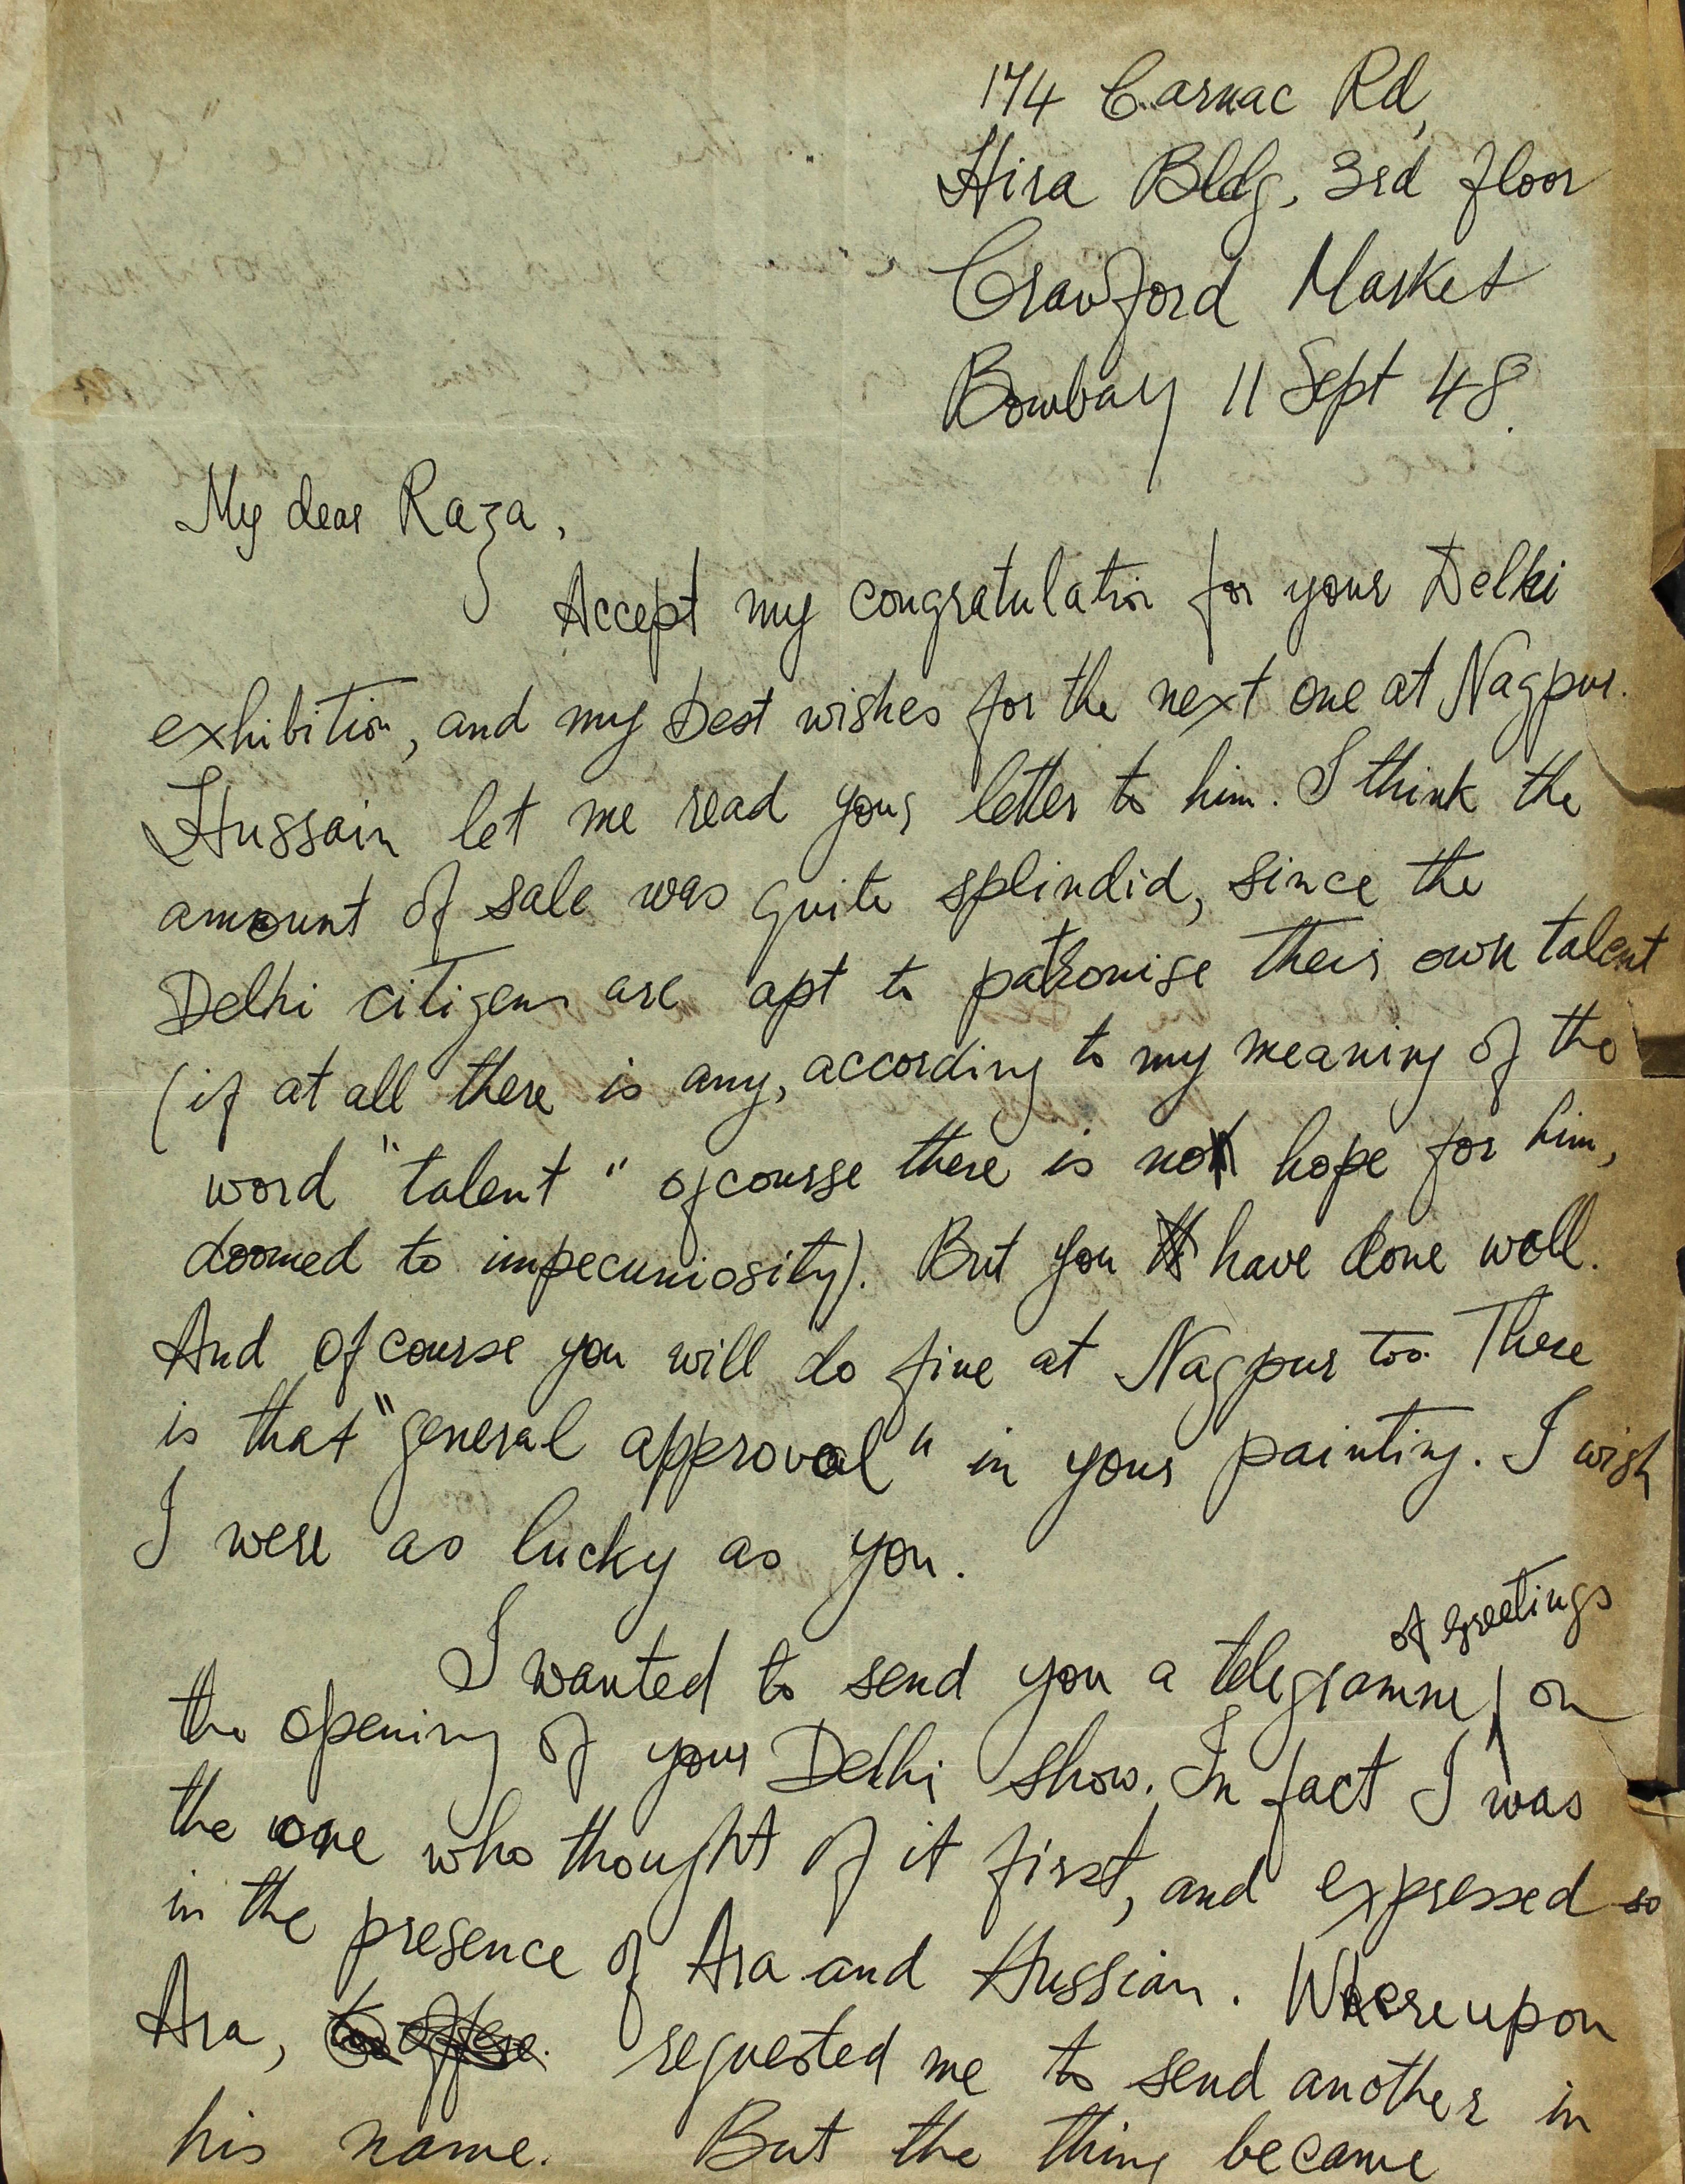 174 Carnac Rd,
Hira Bldg, 3rd floor
Crawford Market
Bombay 11 Sept 48.
My dear Raza,
Accept my congratulation for your Delhi
exhibition, and my best wishes for the next one at Nagpur.
Hussain let me read your letter to him. I think the
amount of sale was quite splindid, since the
Delhi citizens are apt to patronise their own talent
(if at all there is any, according to my meaning of the
word "talent" ofcourse there is no hope for him,
doomed to impecuniosity). But you have done well.
And ofcourse you will do fine at Nagpur too. There
is that "general approval" in your painting. I wish
I were as lucky as you.
of greetings
I wanted to send you a telegramme, on
the opening of your Delhi show. In fact I was
the one who thought of it first, and expressed so
in the presence of Ara and Hussian. Whereupon
Ara, requested me to send another in
his name. But the thing became